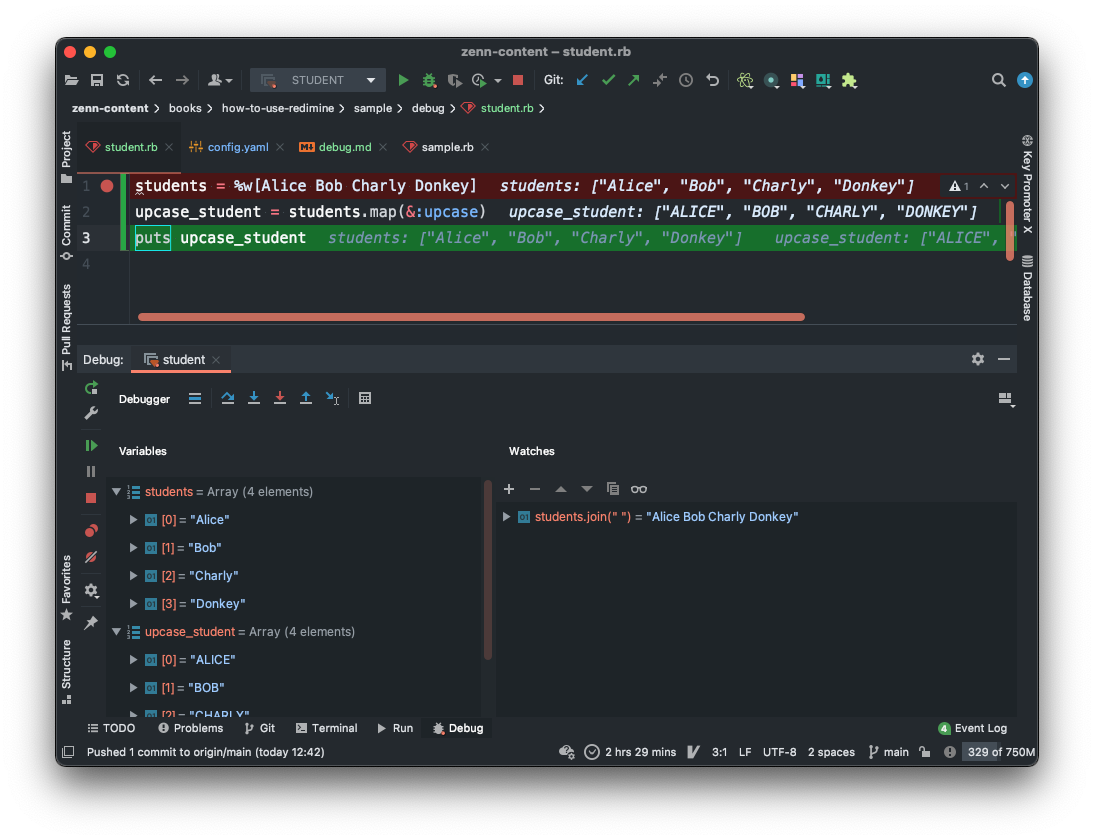 zenn-content – student.rb
STUDENT
Git:
zenn-content
books
how-to-use-redimine
sample
debug
student.rb
student.rb
config.yaml
debug.md
sample.rb
Project
Commit
Pull Requests
Favorites
Structure
Key Promoter X
Database
1 students = %w[Alice Bob Charly Donkey] students: ["Alice", "Bob", "Charly", "Donkey"] 1
2 upcase_student = students.map(&:upcase) upcase_student: ["ALICE", "BOB", "CHARLY", "DONKEY"]
3 puts upcase_student students: ["Alice", "Bob", "Charly", "Donkey"] upcase_student: ["ALICE", "
4
Debug:
student
Debugger
Variables
students = Array (4 elements)
[0] = "Alice"
[1] = "Bob"
[2] = "Charly"
[3] = "Donkey"
upcase_student = Array (4 elements)
[0] = "ALICE"
[1] = "BOB"
[2] = "CHARLY"
Watches
students.join(" ") = "Alice Bob Charly Donkey"
TODO
Problems
Git
Terminal
Run
Debug
4 Event Log
Pushed 1 commit to origin/main (today 12:42)
2 hrs 29 mins
3:1
LF
UTF-8
2 spaces
main
329 of 750M